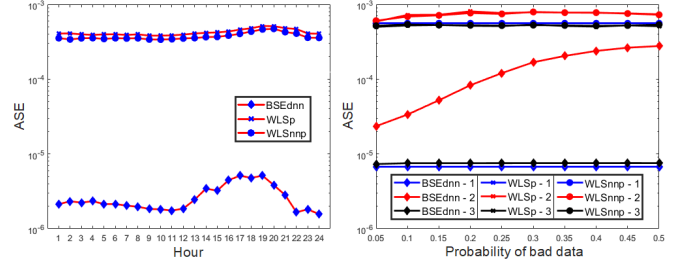 10^-3
10^-4
10^-5
10^-6
ASE
BSEdnn
WLSp
WLSnnp
1 2 3 4 5 6 7 8 9 10 11 12 13 14 15 16 17 18 19 20 21 22 23 24
Hour
10^-3
10^-4
10^-5
10^-6
ASE
BSEdnn - 1 WLSp - 1 WLSnnp - 1
BSEdnn - 2 WLSp - 2 WLSnnp - 2
BSEdnn - 3 WLSp - 3 WLSnnp - 3
0.05 0.1 0.15 0.2 0.25 0.3 0.35 0.4 0.45 0.5
Probability of bad data